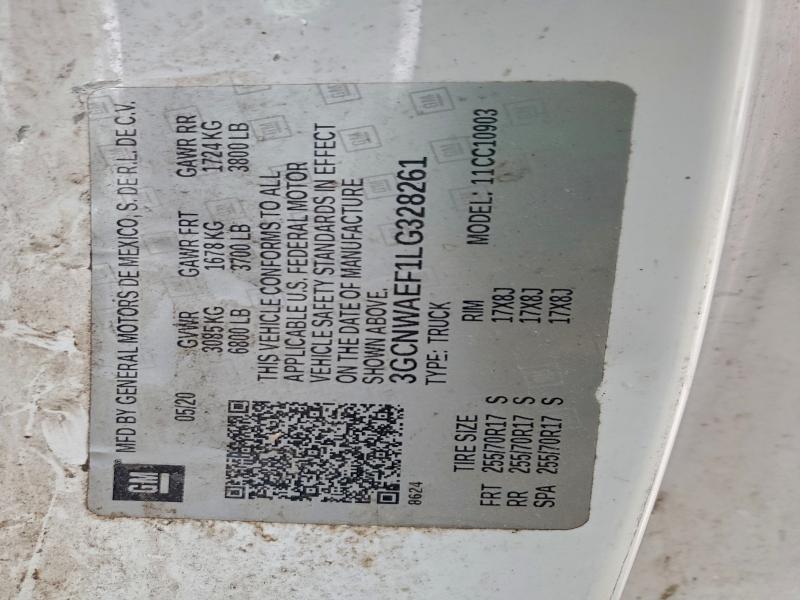 GM
MFD BY GENERAL MOTORS DE MEXICO, S. DE R.L. DE C.V.
05/20 GVWR GAWR FRT GAWR RR
3085 KG 1678 KG 1724 KG
6800 LB 3700 LB 3800 LB
THIS VEHICLE CONFORMS TO ALL
APPLICABLE U.S. FEDERAL MOTOR
VEHICLE SAFETY STANDARDS IN EFFECT
ON THE DATE OF MANUFACTURE
SHOWN ABOVE.
3GCNWAEF1LG328261
8624 TYPE: TRUCK MODEL: 11CC10903
TIRE SIZE RIM
FRT 255/70R17 S 17X8J
RR 255/70R17 S 17X8J
SPA 255/70R17 S 17X8J